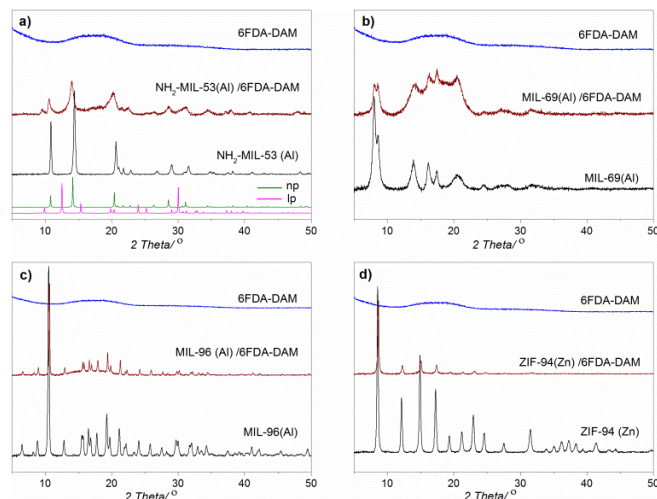 a)
6FDA-DAM
NH2-MIL-53(Al) /6FDA-DAM
NH2-MIL-53 (Al)
np
lp
10 20 30 40 50
2 Theta/ °
b)
6FDA-DAM
MIL-69(Al) /6FDA-DAM
MIL-69(Al)
10 20 30 40 50
2 Theta/ °
c)
6FDA-DAM
MIL-96 (Al) /6FDA-DAM
MIL-96(Al)
10 20 30 40 50
2 Theta/ °
d)
6FDA-DAM
ZIF-94(Zn) /6FDA-DAM
ZIF-94 (Zn)
10 20 30 40 50
2 Theta/ °